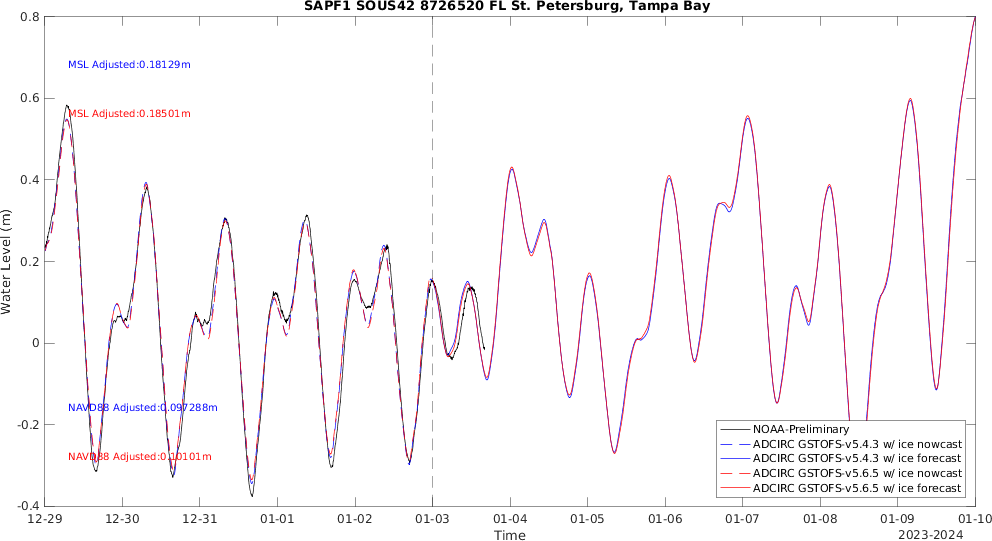 SAPF1 SOUS42 8726520 FL St. Petersburg, Tampa Bay
0.8
0.6
0.4
0.2
0
-0.2
-0.4
Water Level (m)
MSL Adjusted:0.18129m
MSL Adjusted:0.18501m
NAVD88 Adjusted:0.097288m
NAVD88 Adjusted:0.10101m
NOAA-Preliminary
ADCIRC GSTOFS-v5.4.3 w/ ice nowcast
ADCIRC GSTOFS-v5.4.3 w/ ice forecast
ADCIRC GSTOFS-v5.6.5 w/ ice nowcast
ADCIRC GSTOFS-v5.6.5 w/ ice forecast
12-29 12-30 12-31 01-01 01-02 01-03 01-04 01-05 01-06 01-07 01-08 01-09 01-10
Time
2023-2024